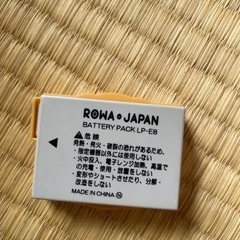 ROWA JAPAN
BATTERY PACK LP-E8
⚠危険
発熱・発火・破裂の恐れがあるため、
・指定機器以外には使用しない
・火中投入、電子レンジ加熱、高温で
の充電・使用・放置をしない
・変形やショートさせたり、分解・
改造をしない
MADE IN CHINA